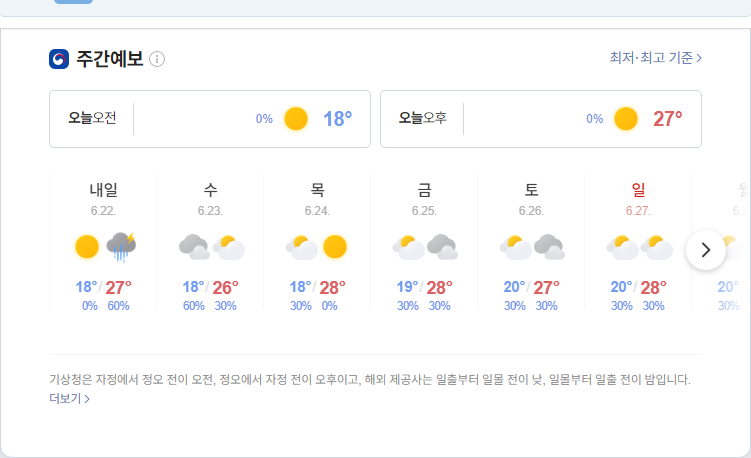 주간예보
최저·최고 기준
오늘오전 0% 18°
오늘오후 0% 27°
내일 수 목 금 토 일 월
6.22. 6.23. 6.24. 6.25. 6.26. 6.27.
18°/27° 18°/26° 18°/28° 19°/28° 20°/27° 20°/28° 20°
0% 60% 60% 30% 30% 0% 30% 30% 30% 30% 30% 30% 30%
기상청은 자정에서 정오 전이 오전, 정오에서 자정 전이 오후이고, 해외 제공사는 일출부터 일몰 전이 낮, 일몰부터 일출 전이 밤입니다.
더보기